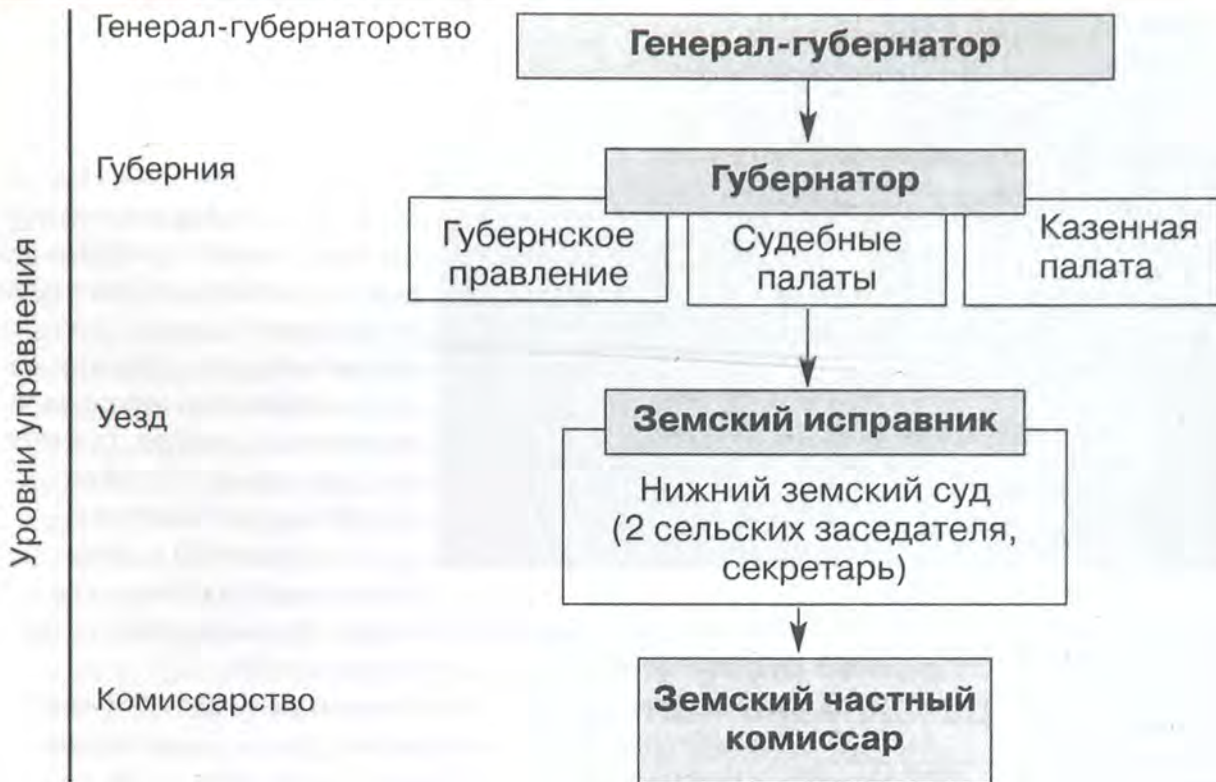 Уровни управления
Генерал-губернаторство
Генерал-губернатор
Губерния
Губернатор
Губернское
правление
Судебные
палаты
Казенная
палата
Уезд
Земский исправник
Нижний земский суд
(2 сельских заседателя,
секретарь)
Комиссарство
Земский частный
комиссар